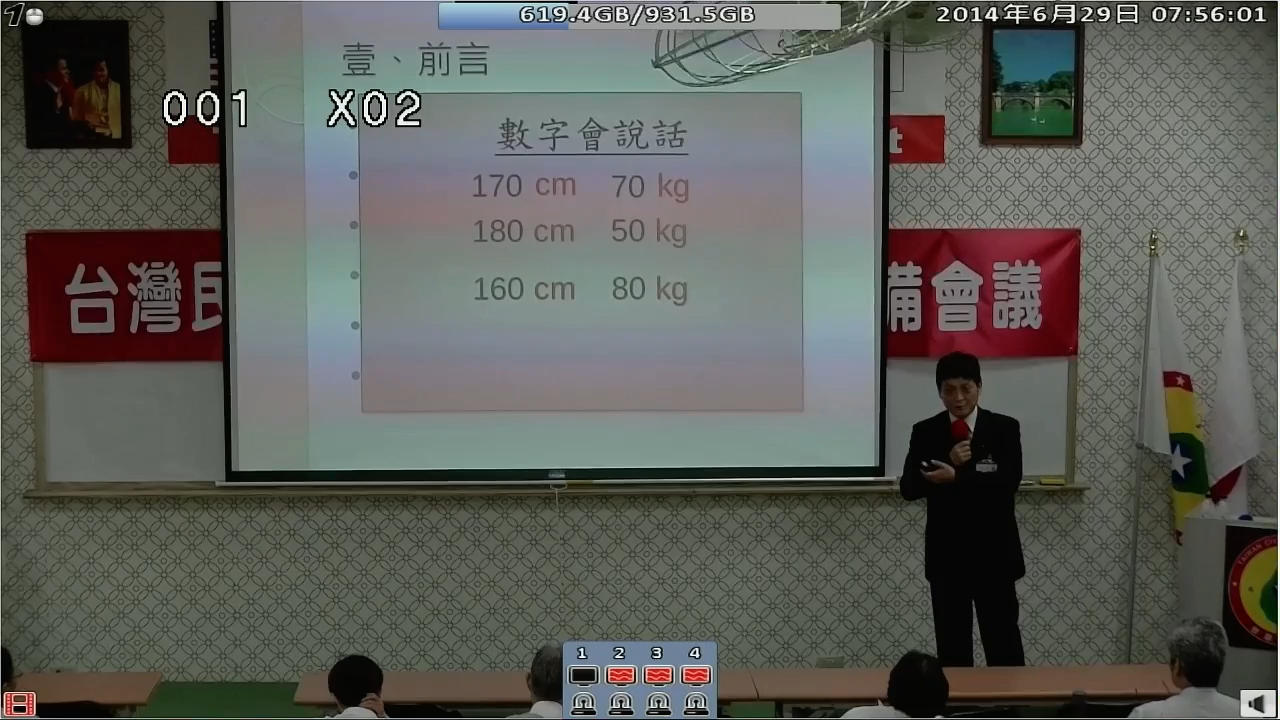 619.4GB/931.5GB
2014年6月29日 07:56:01
壹、前言
001 X02
數字會說話
170 cm 70 kg
180 cm 50 kg
160 cm 80 kg
t
台灣民
備會議
1 2 3 4